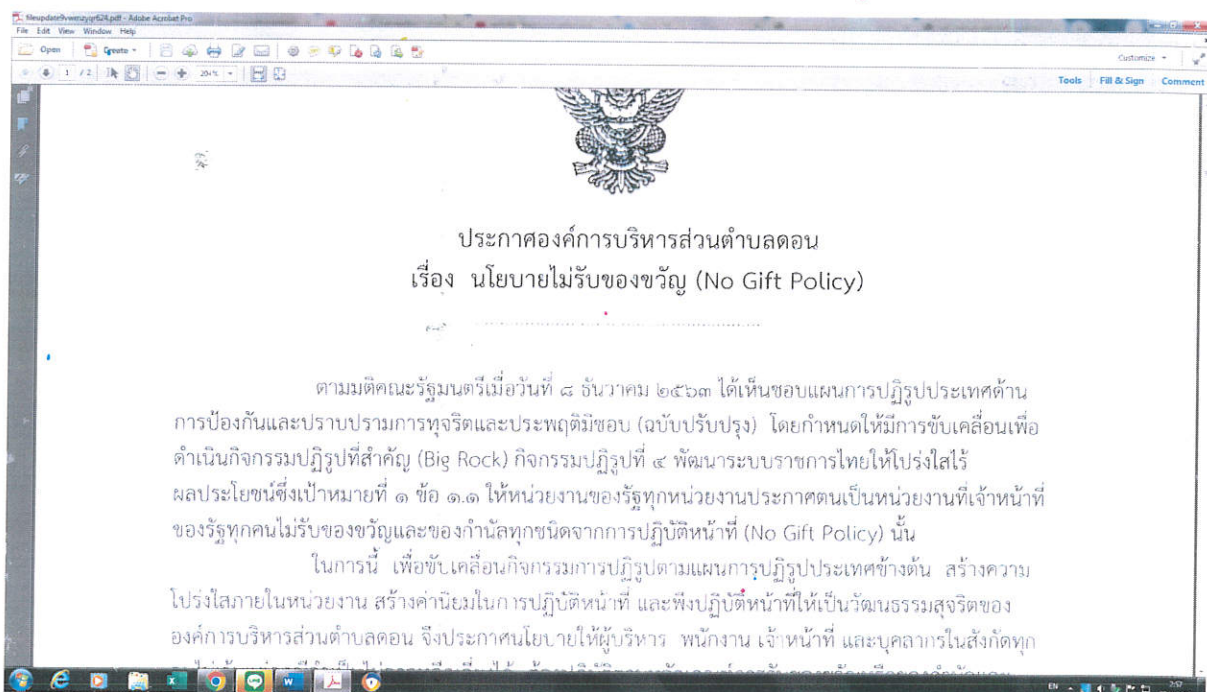 fileupdate9vwenzyqr624.pdf - Adobe Acrobat Pro
File Edit View Window Help
Open Create
Customize
1 / 2 204%
Tools Fill & Sign Comment
ประกาศองค์การบริหารส่วนตำบลดอน
เรื่อง นโยบายไม่รับของขวัญ (No Gift Policy)
ตามมติคณะรัฐมนตรีเมื่อวันที่ ๘ ธันวาคม ๒๕๖๓ ได้เห็นชอบแผนการปฏิรูปประเทศด้าน
การป้องกันและปราบปรามการทุจริตและประพฤติมิชอบ (ฉบับปรับปรุง) โดยกำหนดให้มีการขับเคลื่อนเพื่อ
ดำเนินกิจกรรมปฏิรูปที่สำคัญ (Big Rock) กิจกรรมปฏิรูปที่ ๔ พัฒนาระบบราชการไทยให้โปร่งใสไร้
ผลประโยชน์ซึ่งเป้าหมายที่ ๑ ข้อ ๑.๑ ให้หน่วยงานของรัฐทุกหน่วยงานประกาศตนเป็นหน่วยงานที่เจ้าหน้าที่
ของรัฐทุกคนไม่รับของขวัญและของกำนัลทุกชนิดจากการปฏิบัติหน้าที่ (No Gift Policy) นั้น
ในการนี้ เพื่อขับเคลื่อนกิจกรรมการปฏิรูปตามแผนการปฏิรูปประเทศข้างต้น สร้างความ
โปร่งใสภายในหน่วยงาน สร้างค่านิยมในการปฏิบัติหน้าที่ และพึงปฏิบัติหน้าที่ให้เป็นวัฒนธรรมสุจริตของ
องค์การบริหารส่วนตำบลดอน จึงประกาศนโยบายให้ผู้บริหาร พนักงาน เจ้าหน้าที่ และบุคลากรในสังกัดทุก
EN 2:57